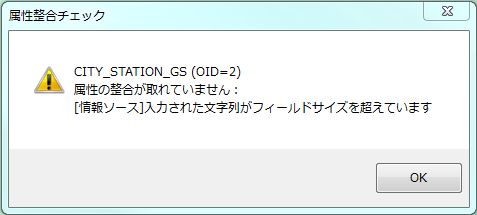 属性整合チェック
CITY_STATION_GS (OID=2)
属性の整合が取れていません：
[情報ソース]入力された文字列がフィールドサイズを超えています
OK